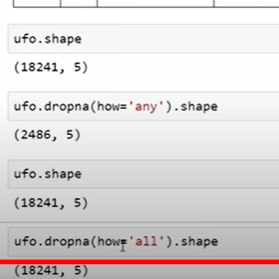 ufo.shape
(18241, 5)
ufo.dropna(how='any').shape
(2486, 5)
ufo.shape
(18241, 5)
ufo.dropna(how='all').shape
(18241, 5)